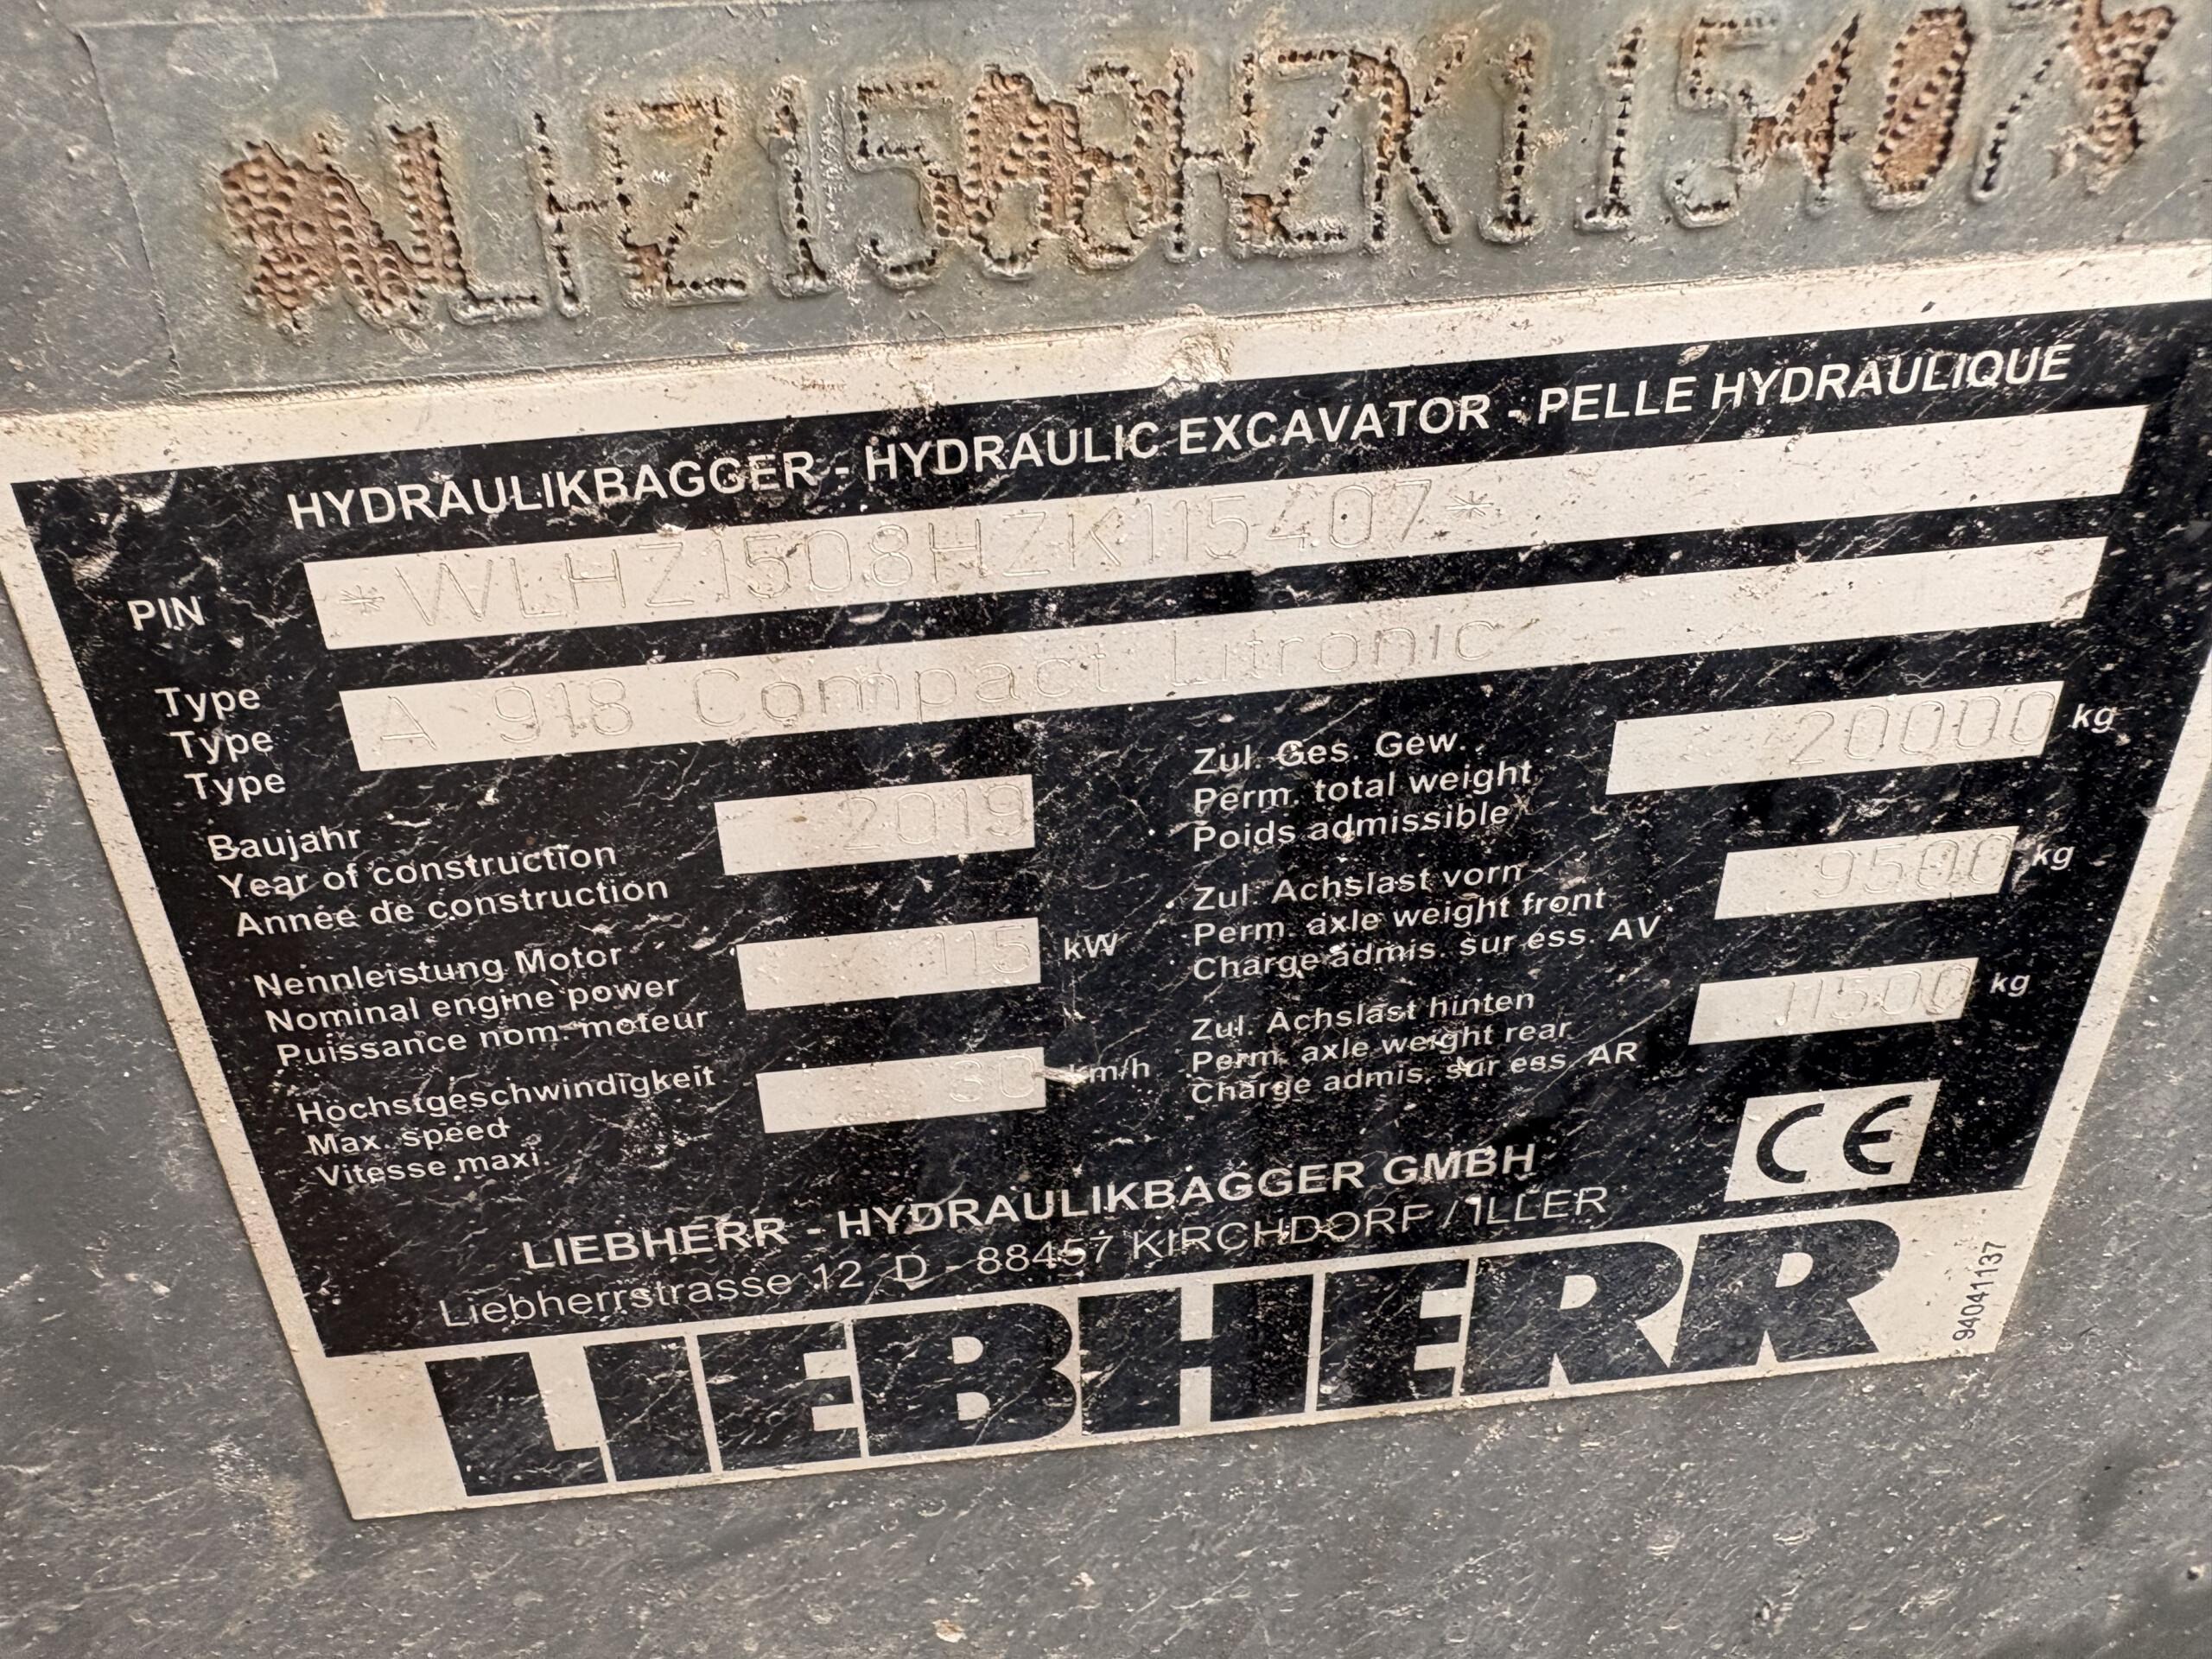 *WLHZ1508HZK115407*
HYDRAULIKBAGGER - HYDRAULIC EXCAVATOR - PELLE HYDRAULIQUE
PIN *WLHZ1508HZK115407*
Type
Type
Type
A 918 Compact Litronic
Baujahr
Year of construction
Année de construction
2019
Nennleistung Motor
Nominal engine power
Puissance nom. moteur
115 kW
Höchstgeschwindigkeit
Max. speed
Vitesse maxi.
30 km/h
Zul. Ges. Gew.
Perm. total weight
Poids admissible
20000 kg
Zul. Achslast vorn
Perm. axle weight front
Charge admis. sur ess. AV
9500 kg
Zul. Achslast hinten
Perm. axle weight rear
Charge admis. sur ess. AR
11500 kg
CE
LIEBHERR - HYDRAULIKBAGGER GMBH
Liebherrstrasse 12 D - 88457 KIRCHDORF / ILLER
LIEBHERR
94041137